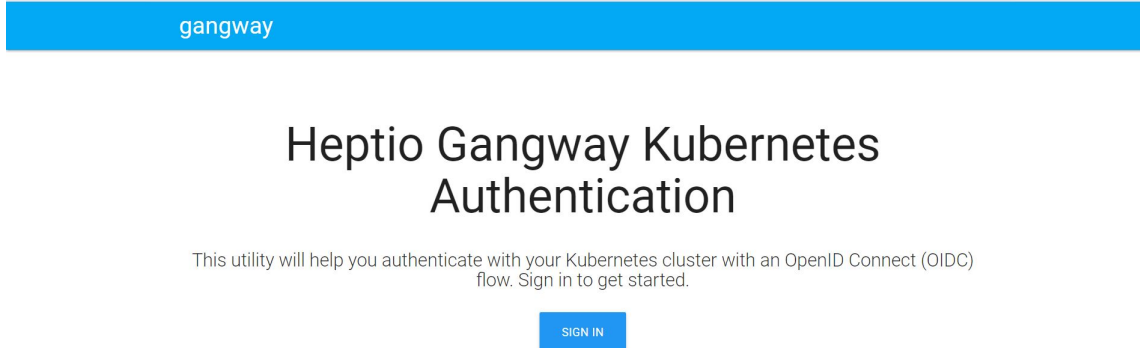 gangway
Heptio Gangway Kubernetes
Authentication
This utility will help you authenticate with your Kubernetes cluster with an OpenID Connect (OIDC)
flow. Sign in to get started.
SIGN IN